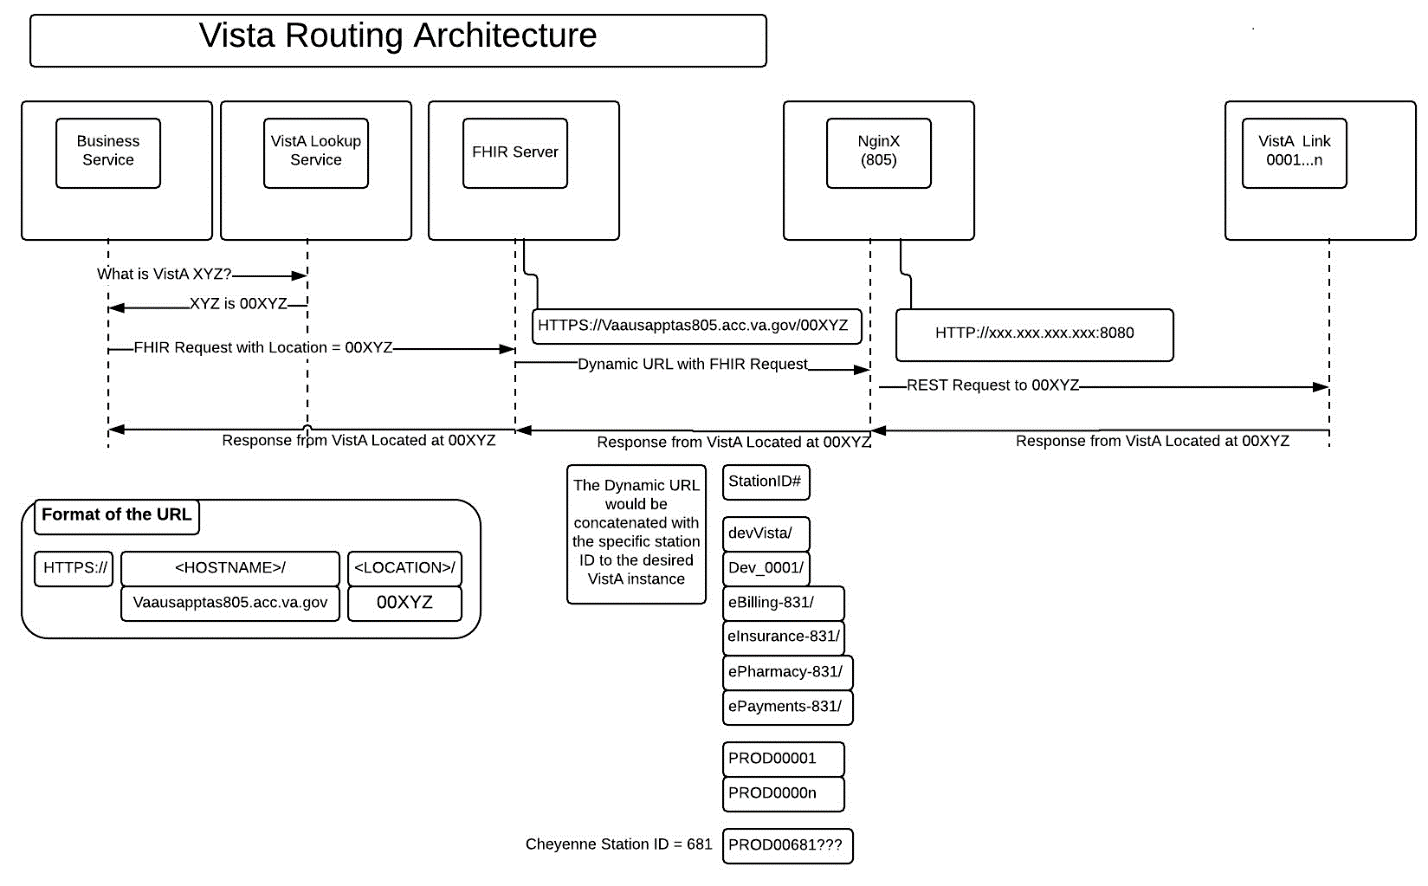 Vista Routing Architecture
Business
Service
VistA Lookup
Service
FHIR Server
NginX
(805)
VistA  Link
0001...n
What is VistA XYZ?
XYZ is 00XYZ
HTTPS://Vaausapptas805.acc.va.gov/00XYZ
HTTP://xxx.xxx.xxx.xxx:8080
FHIR Request with Location = 00XYZ
Dynamic URL with FHIR Request
REST Request to 00XYZ
Response from VistA Located at 00XYZ
Response from VistA Located at 00XYZ
Response from VistA Located at 00XYZ
Format of the URL
HTTPS://
<HOSTNAME>/
<LOCATION>/
Vaausapptas805.acc.va.gov
00XYZ
The Dynamic URL
would be
concatenated with
the specific station
ID to the desired
VistA instance
StationID#
devVista/
Dev_0001/
eBilling-831/
eInsurance-831/
ePharmacy-831/
ePayments-831/
PROD00001
PROD0000n
Cheyenne Station ID = 681
PROD00681???